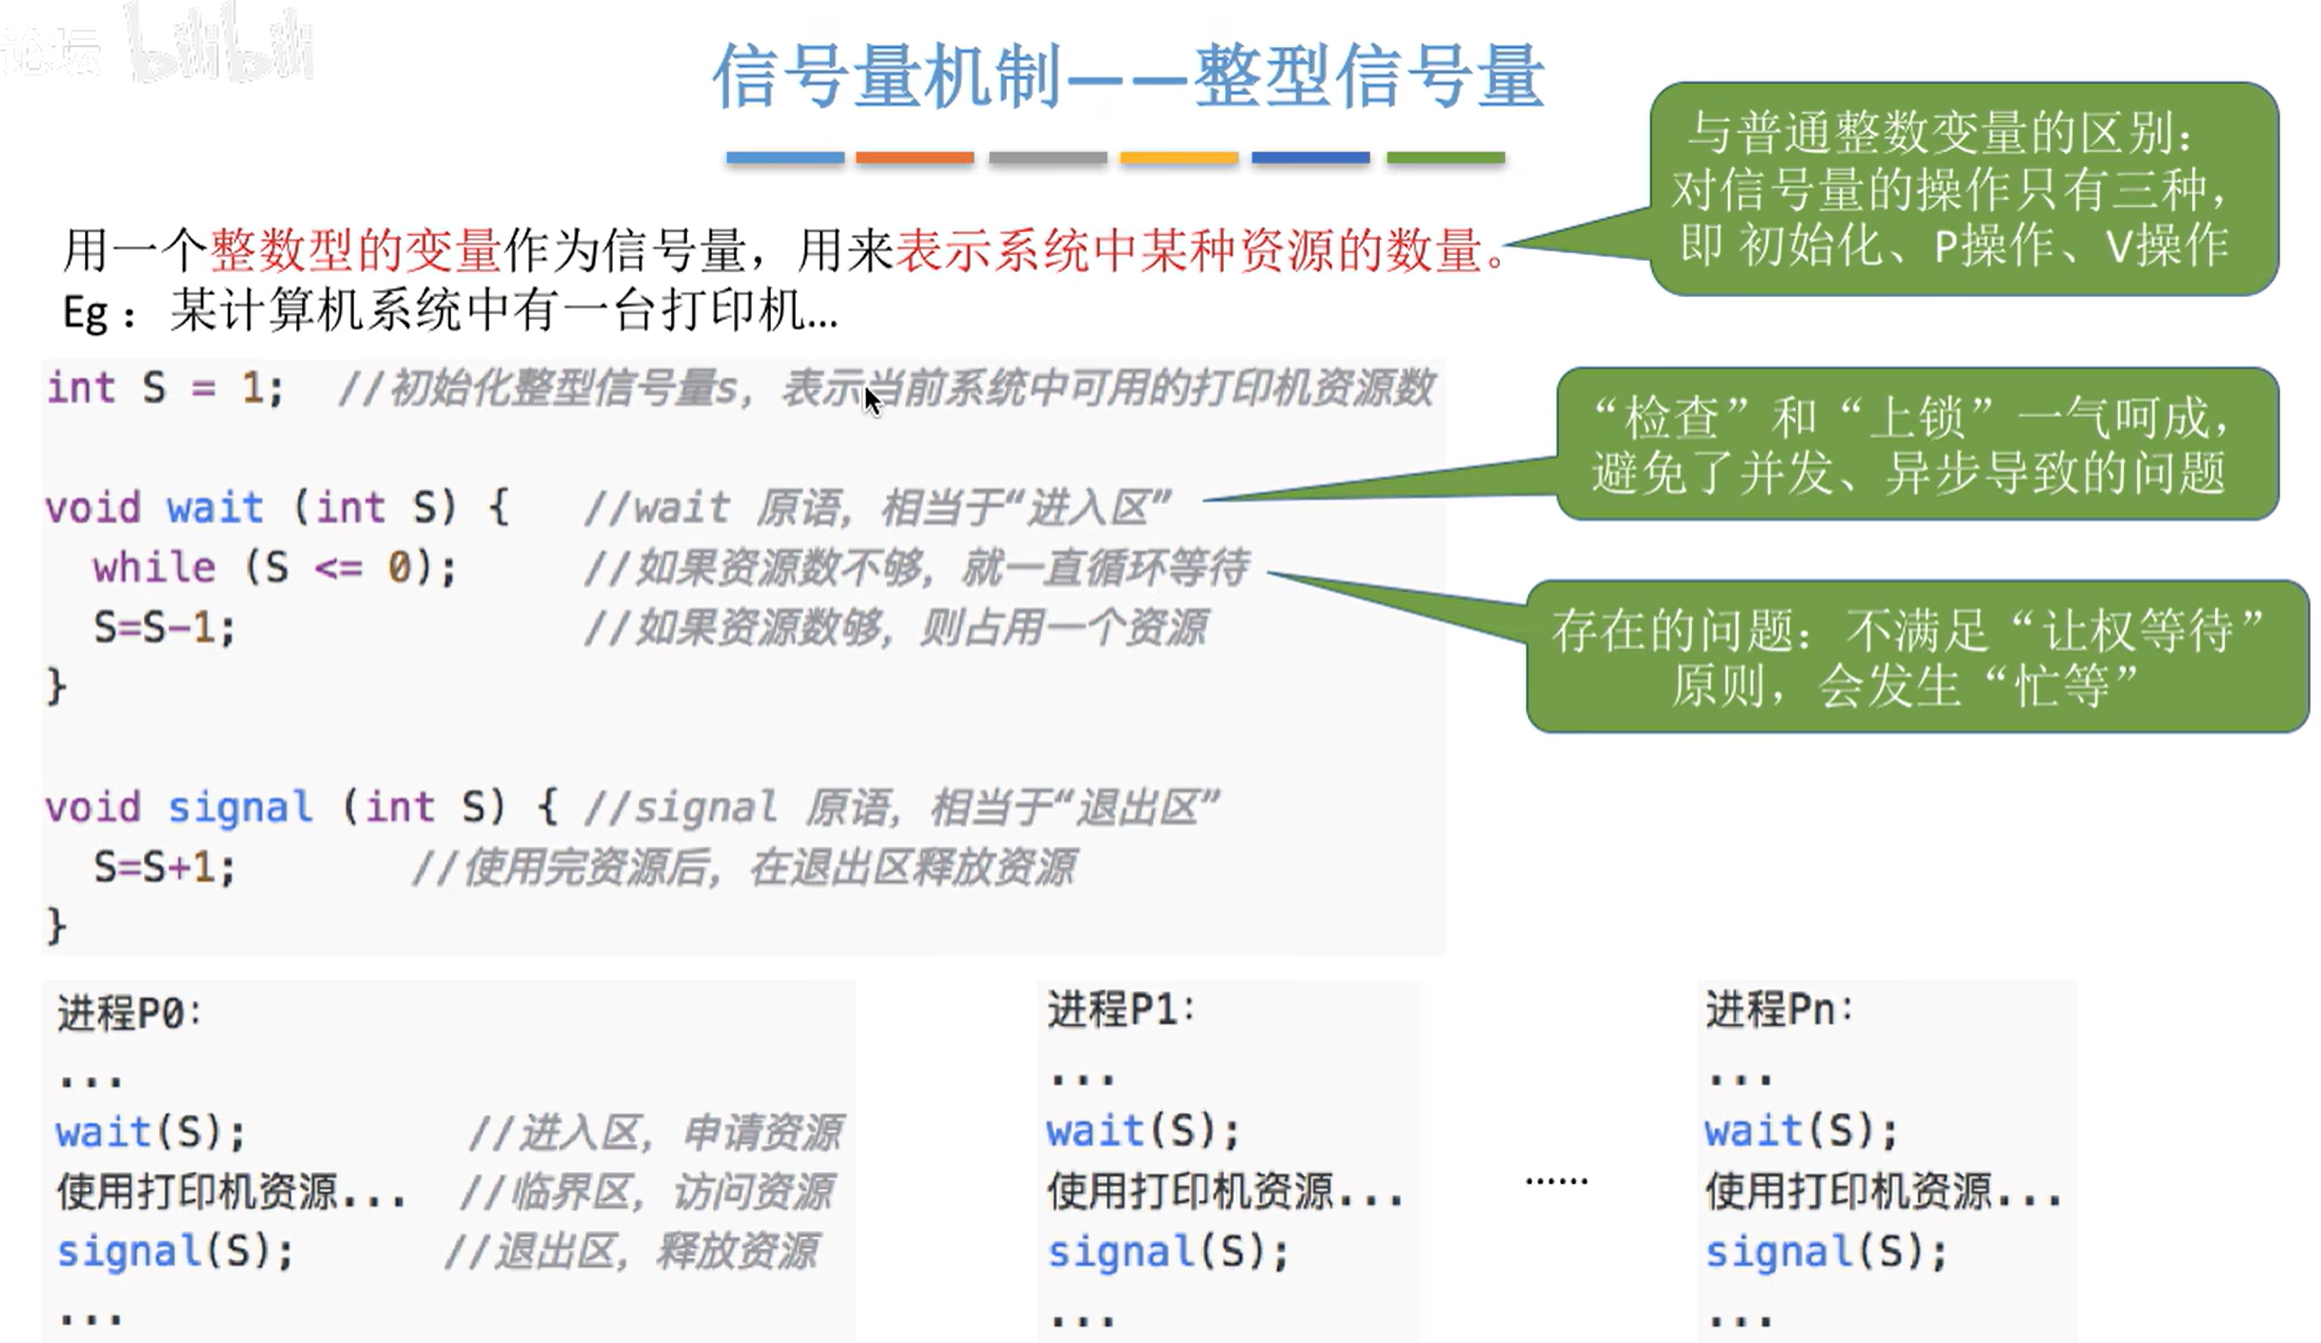 论坛 bilibili
信号量机制——整型信号量
与普通整数变量的区别：
对信号量的操作只有三种，
即 初始化、P操作、V操作
用一个整数型的变量作为信号量，用来表示系统中某种资源的数量。
Eg：某计算机系统中有一台打印机...
int S = 1;  //初始化整型信号量s，表示当前系统中可用的打印机资源数
“检查”和“上锁”一气呵成，
避免了并发、异步导致的问题
void wait (int S) {   //wait 原语，相当于“进入区”
while (S <= 0);     //如果资源数不够，就一直循环等待
S=S-1;              //如果资源数够，则占用一个资源
}
存在的问题：不满足“让权等待”
原则，会发生“忙等”
void signal (int S) { //signal 原语，相当于“退出区”
S=S+1;       //使用完资源后，在退出区释放资源
}
进程P0：
...
wait(S);         //进入区，申请资源
使用打印机资源...  //临界区，访问资源
signal(S);      //退出区，释放资源
...
进程P1：
...
wait(S);
使用打印机资源...
signal(S);
...
......
进程Pn：
...
wait(S);
使用打印机资源...
signal(S);
...